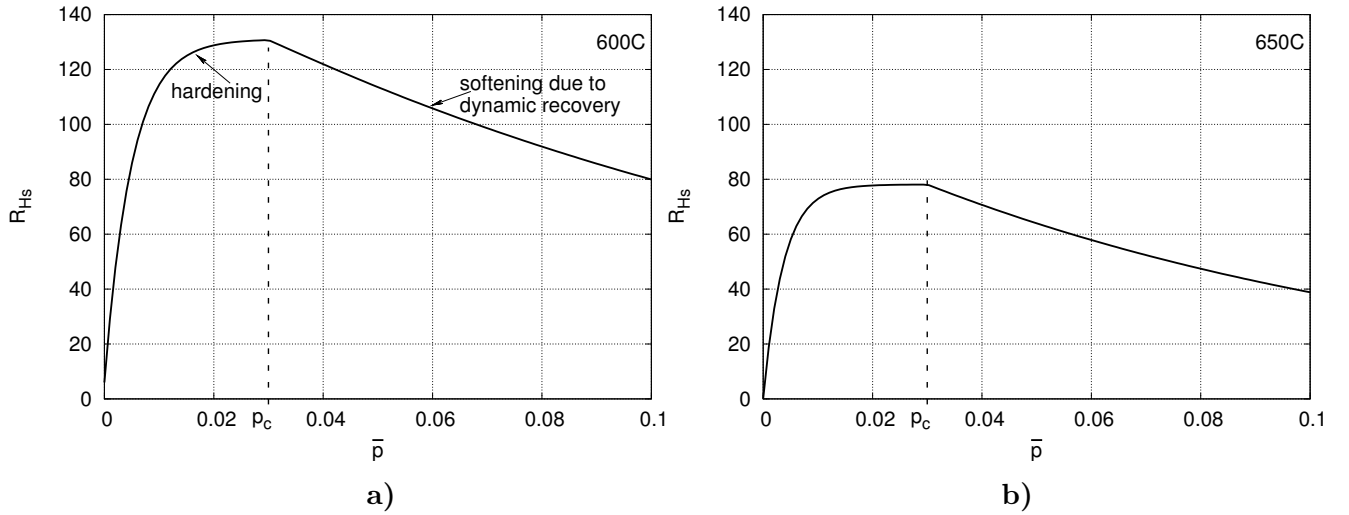 140
120
100
80
60
40
20
0
R_Hs
600C
hardening
softening due to
dynamic recovery
0 0.02 p_c 0.04 0.06 0.08 0.1
p̅
a)
140
120
100
80
60
40
20
0
R_Hs
650C
0 0.02 p_c 0.04 0.06 0.08 0.1
p̅
b)